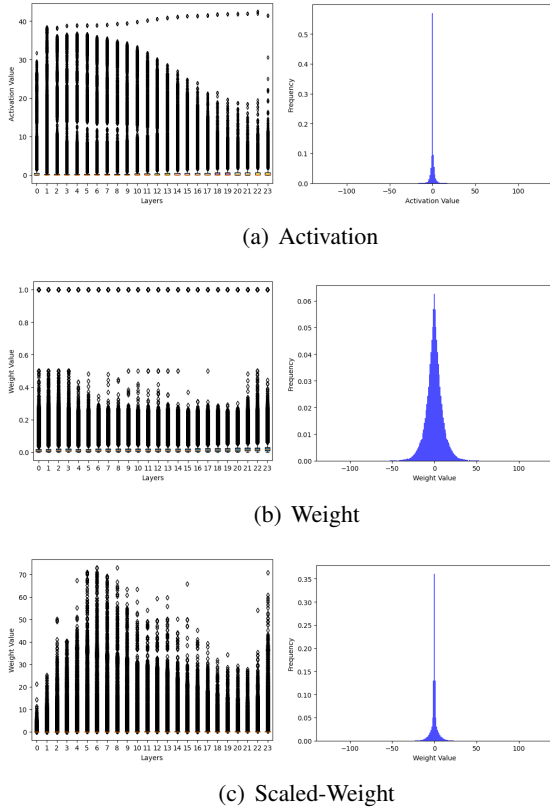 40
30
20
10
0
Activation Value
0 1 2 3 4 5 6 7 8 9 10 11 12 13 14 15 16 17 18 19 20 21 22 23
Layers
0.5
0.4
0.3
0.2
0.1
0.0
Frequency
−100 −50 0 50 100
Activation Value
(a) Activation
1.0
0.8
0.6
0.4
0.2
0.0
Weight Value
0 1 2 3 4 5 6 7 8 9 10 11 12 13 14 15 16 17 18 19 20 21 22 23
Layers
0.06
0.05
0.04
0.03
0.02
0.01
0.00
Frequency
−100 −50 0 50 100
Weight Value
(b) Weight
70
60
50
40
30
20
10
0
Weight Value
0 1 2 3 4 5 6 7 8 9 10 11 12 13 14 15 16 17 18 19 20 21 22 23
Layers
0.35
0.30
0.25
0.20
0.15
0.10
0.05
0.00
Frequency
−100 −50 0 50 100
Weight Value
(c) Scaled-Weight